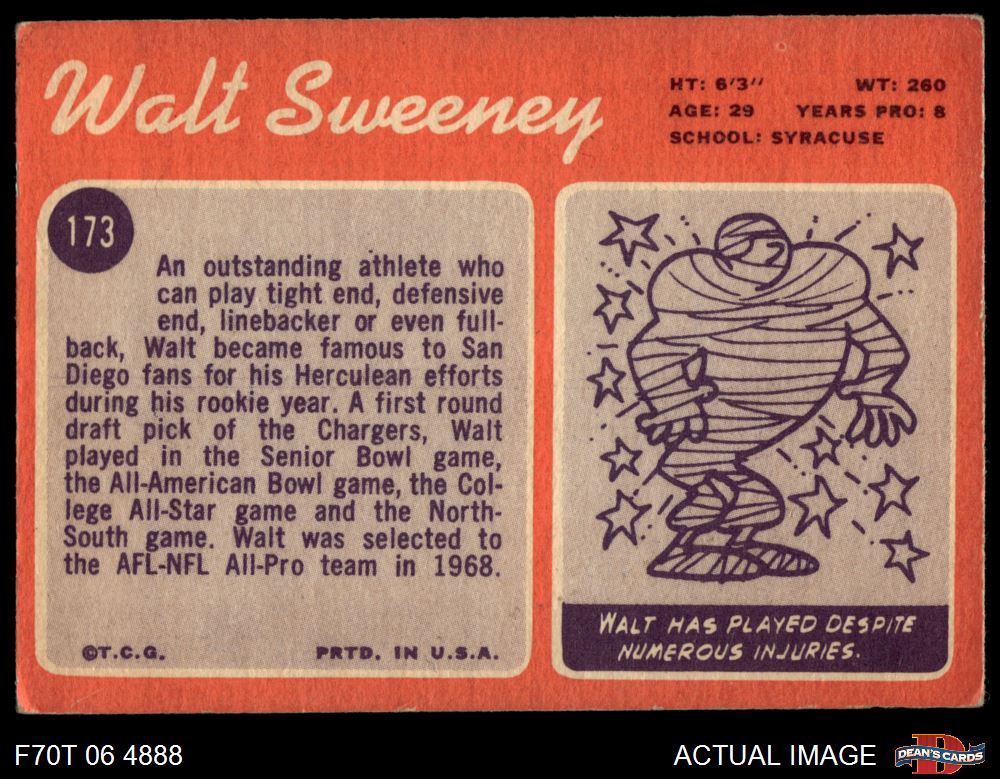 Walt Sweeney
HT: 6'3" WT: 260
AGE: 29 YEARS PRO: 8
SCHOOL: SYRACUSE
173
An outstanding athlete who
can play tight end, defensive
end, linebacker or even full-
back, Walt became famous to San
Diego fans for his Herculean efforts
during his rookie year. A first round
draft pick of the Chargers, Walt
played in the Senior Bowl game,
the All-American Bowl game, the Col-
lege All-Star game and the North-
South game. Walt was selected to
the AFL-NFL All-Pro team in 1968.
©T.C.G. PRTD. IN U.S.A.
WALT HAS PLAYED DESPITE
NUMEROUS INJURIES.
F70T 06 4888
ACTUAL IMAGE
D
DEAN'S CARDS